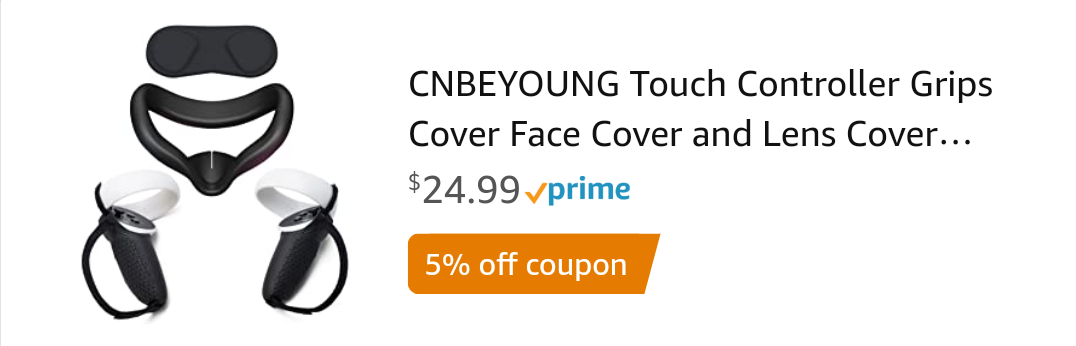 CNBEYOUNG Touch Controller Grips
Cover Face Cover and Lens Cover...
$24.99 prime
5% off coupon